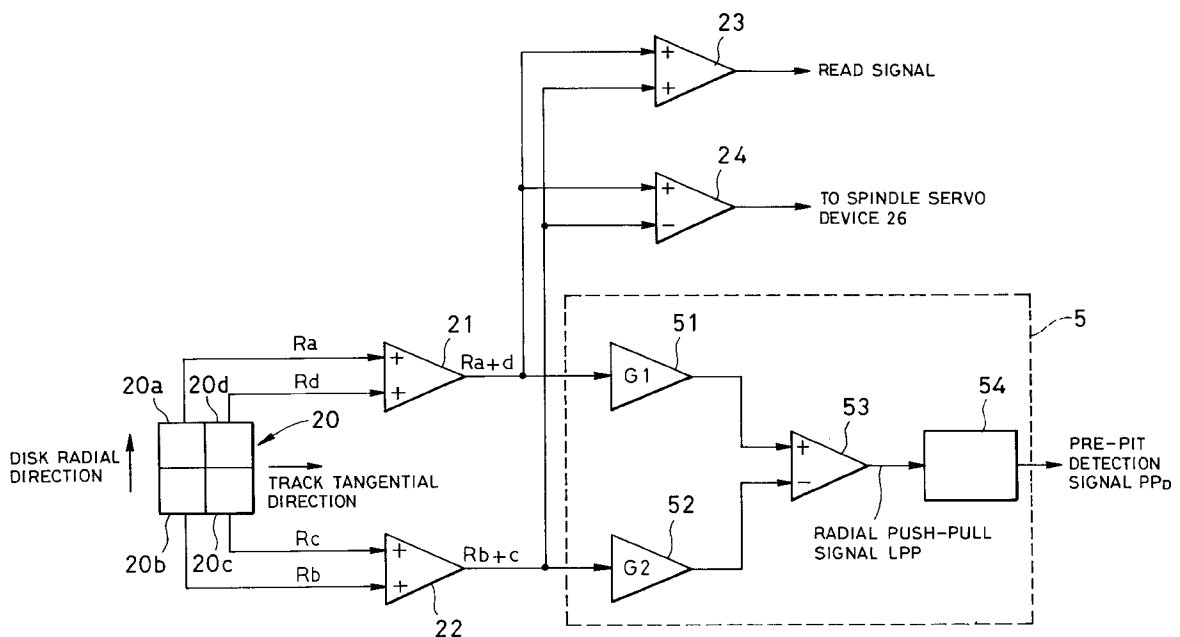 23
+
+
READ SIGNAL
24
+
−
TO SPINDLE SERVO
DEVICE 26
5
21
Ra
+
Rd
+
Ra+d
51
G1
20a
20d
20
53
+
−
54
PRE-PIT
DETECTION
SIGNAL PPD
DISK RADIAL
DIRECTION
TRACK TANGENTIAL
DIRECTION
RADIAL PUSH-PULL
SIGNAL LPP
20b
20c
Rc
+
Rb
+
Rb+c
22
52
G2